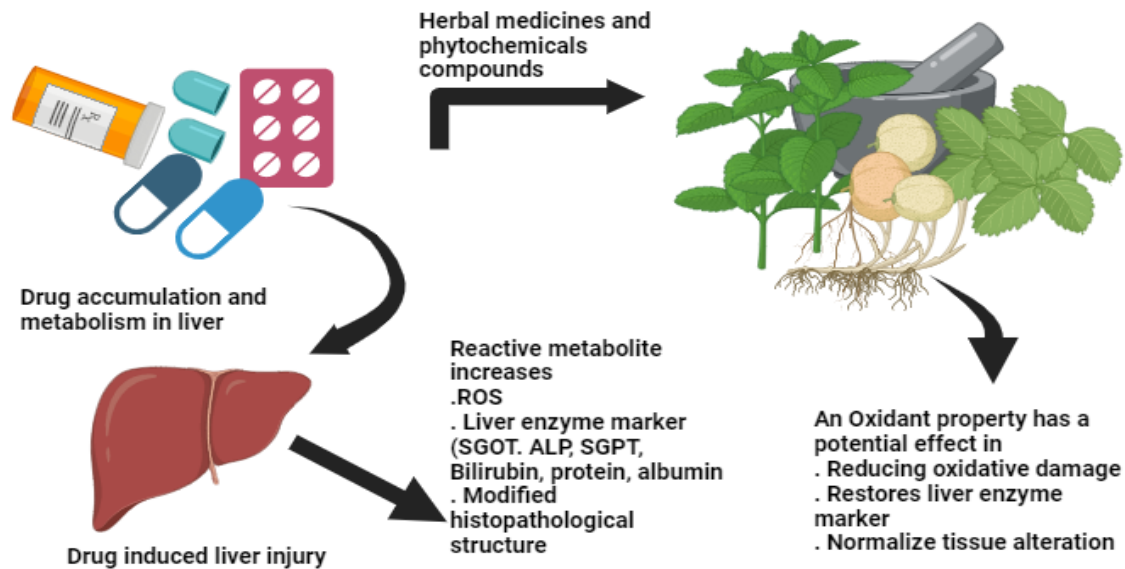 Herbal medicines and
phytochemicals
compounds
Drug accumulation and
metabolism in liver
Reactive metabolite
increases
.ROS
. Liver enzyme marker
(SGOT. ALP, SGPT,
Bilirubin, protein, albumin
. Modified
histopathological
structure
Drug induced liver injury
An Oxidant property has a
potential effect in
. Reducing oxidative damage
. Restores liver enzyme
marker
. Normalize tissue alteration